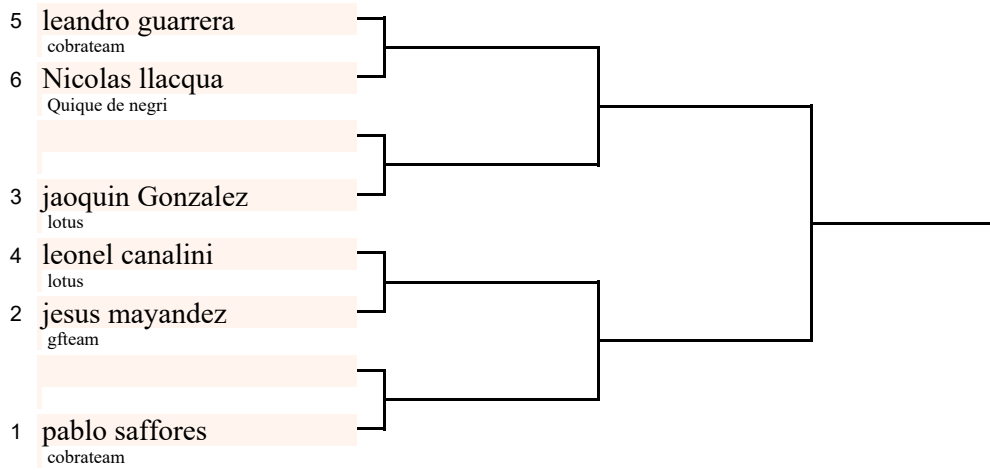 5 leandro guarrera
cobrateam
6 Nicolas llacqua
Quique de negri
3 jaoquin Gonzalez
lotus
4 leonel canalini
lotus
2 jesus mayandez
gfteam
1 pablo saffores
cobrateam